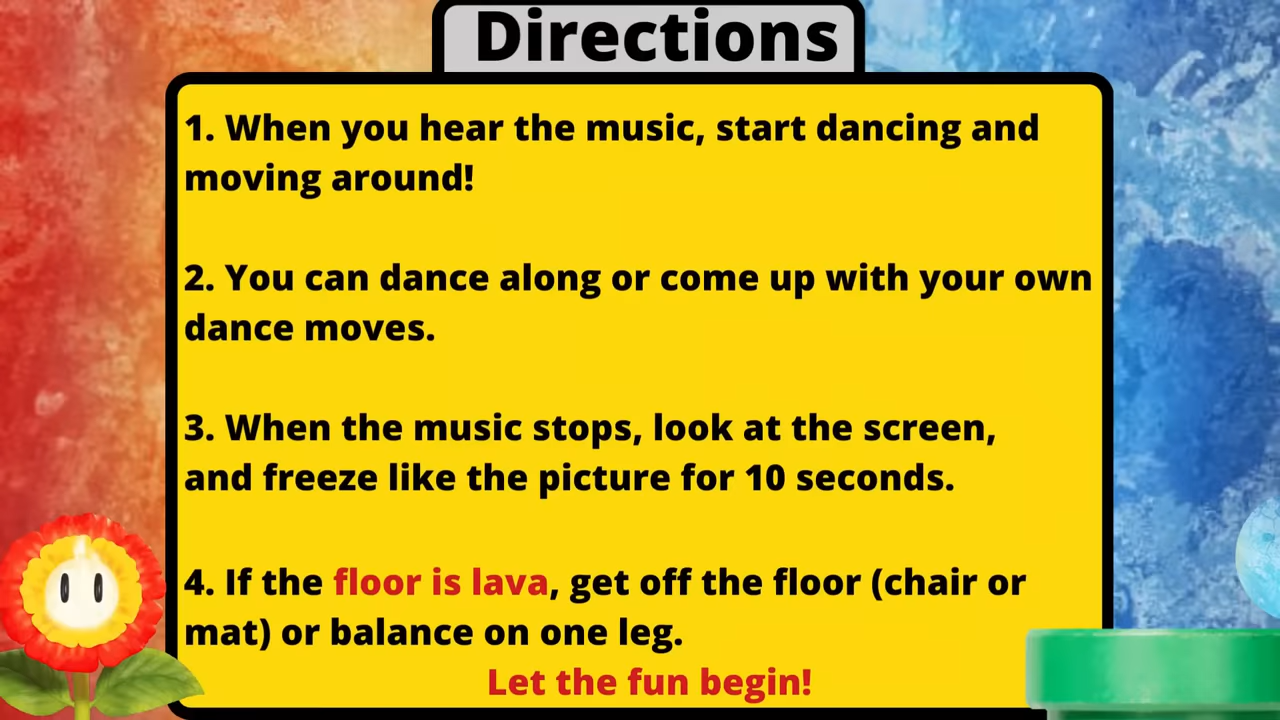 Directions
1. When you hear the music, start dancing and
moving around!
2. You can dance along or come up with your own
dance moves.
3. When the music stops, look at the screen,
and freeze like the picture for 10 seconds.
4. If the floor is lava, get off the floor (chair or
mat) or balance on one leg.
Let the fun begin!